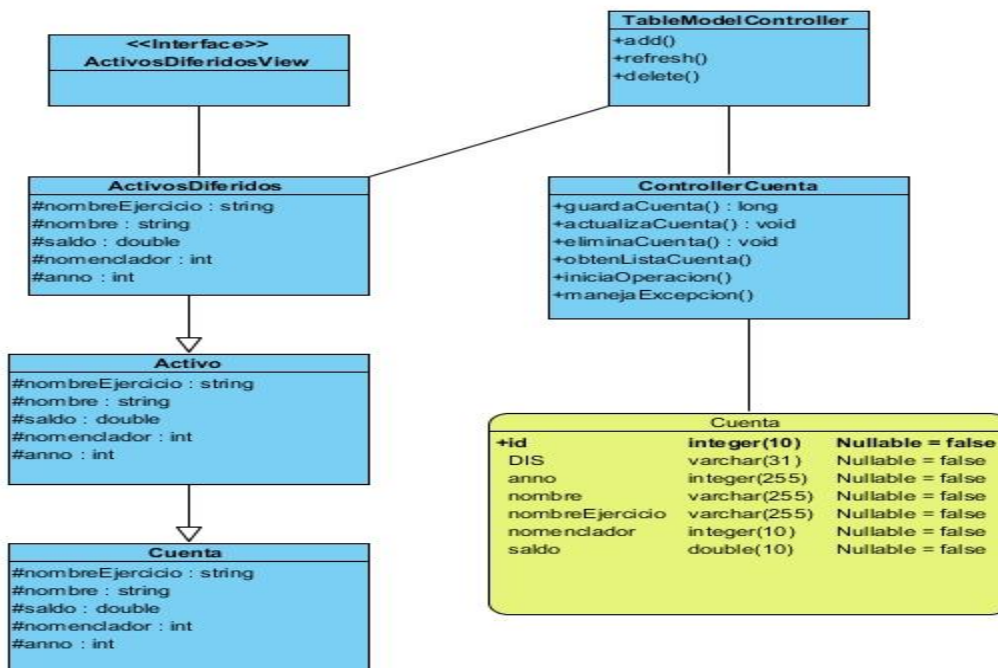 <<Interface>>
ActivosDiferidosView
TableModelController
+add()
+refresh()
+delete()
ActivosDiferidos
#nombreEjercicio : string
#nombre : string
#saldo : double
#nomenclador : int
#anno : int
ControllerCuenta
+guardaCuenta() : long
+actualizaCuenta() : void
+eliminaCuenta() : void
+obtenListaCuenta()
+iniciaOperacion()
+manejaExcepcion()
Activo
#nombreEjercicio : string
#nombre : string
#saldo : double
#nomenclador : int
#anno : int
Cuenta
#nombreEjercicio : string
#nombre : string
#saldo : double
#nomenclador : int
#anno : int
Cuenta
+id integer(10) Nullable = false
DIS varchar(31) Nullable = false
anno integer(255) Nullable = false
nombre varchar(255) Nullable = false
nombreEjercicio varchar(255) Nullable = false
nomenclador integer(10) Nullable = false
saldo double(10) Nullable = false